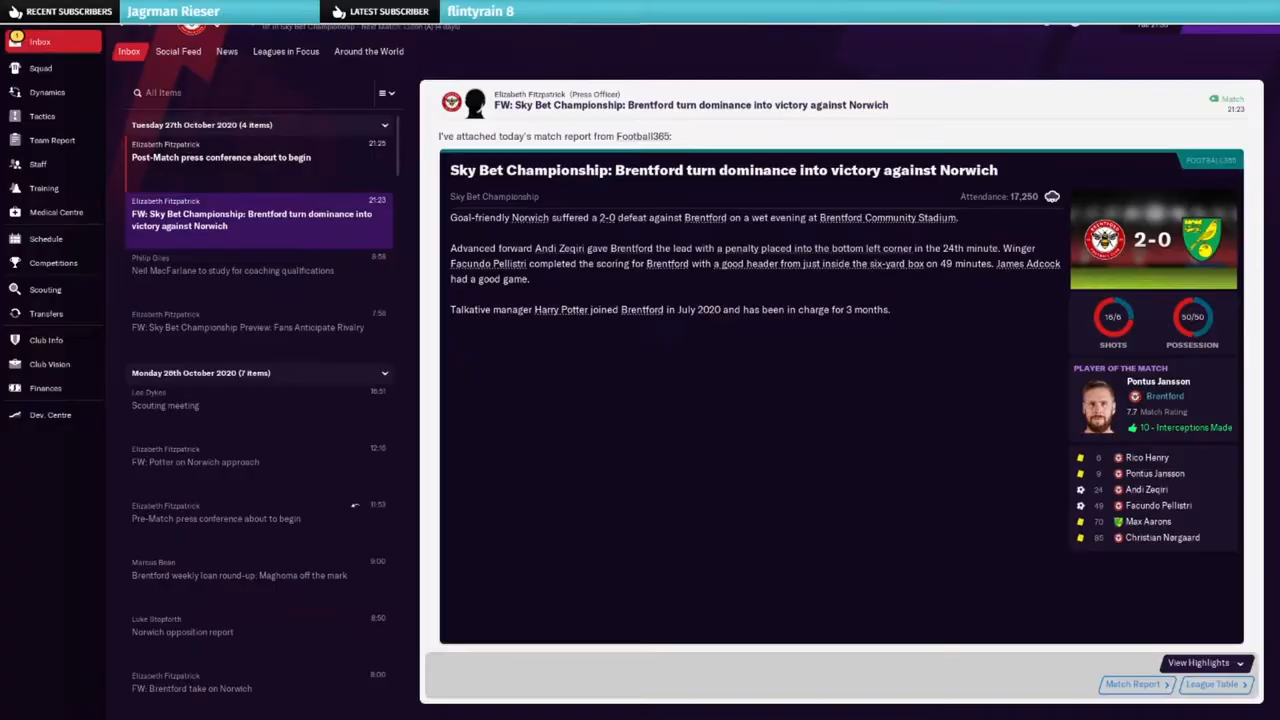 RECENT SUBSCRIBERS Jagrman Rieser LATEST SUBSCRIBER flintyrain 8
1 Inbox
Squad
Dynamics
Tactics
Team Report
Staff
Training
Medical Centre
Schedule
Competitions
Scouting
Transfers
Club Info
Club Vision
Finances
Dev. Centre
Inbox Social Feed News Leagues in Focus Around the World
All Items
Tuesday 27th October 2020 (4 items)
Elizabeth Fitzpatrick 21:25
Post-Match press conference about to begin
Elizabeth Fitzpatrick 21:23
FW: Sky Bet Championship: Brentford turn dominance into
victory against Norwich
Philip Giles 8:58
Neil MacFarlane to study for coaching qualifications
Elizabeth Fitzpatrick 7:58
FW: Sky Bet Championship Preview: Fans Anticipate Rivalry
Monday 26th October 2020 (7 items)
Lee Dykes 16:51
Scouting meeting
Elizabeth Fitzpatrick 12:16
FW: Potter on Norwich approach
Elizabeth Fitzpatrick 11:53
Pre-Match press conference about to begin
Marcus Bean 9:00
Brentford weekly loan round-up: Maghoma off the mark
Luke Stopforth 8:50
Norwich opposition report
Elizabeth Fitzpatrick 8:00
FW: Brentford take on Norwich
Elizabeth Fitzpatrick (Press Officer)
FW: Sky Bet Championship: Brentford turn dominance into victory against Norwich
Match
21:23
I've attached today's match report from Football365:
FOOTBALL365
Sky Bet Championship: Brentford turn dominance into victory against Norwich
Sky Bet Championship Attendance: 17,250
Goal-friendly Norwich suffered a 2-0 defeat against Brentford on a wet evening at Brentford Community Stadium.
Advanced forward Andi Zeqiri gave Brentford the lead with a penalty placed into the bottom left corner in the 24th minute. Winger
Facundo Pellistri completed the scoring for Brentford with a good header from just inside the six-yard box on 49 minutes. James Adcock
had a good game.
Talkative manager Harry Potter joined Brentford in July 2020 and has been in charge for 3 months.
2-0
16/6 50/50
SHOTS POSSESSION
PLAYER OF THE MATCH
Pontus Jansson
Brentford
7.7 Match Rating
10 - Interceptions Made
6 Rico Henry
9 Pontus Jansson
24 Andi Zeqiri
49 Facundo Pellistri
70 Max Aarons
85 Christian Nørgaard
View Highlights
Match Report League Table